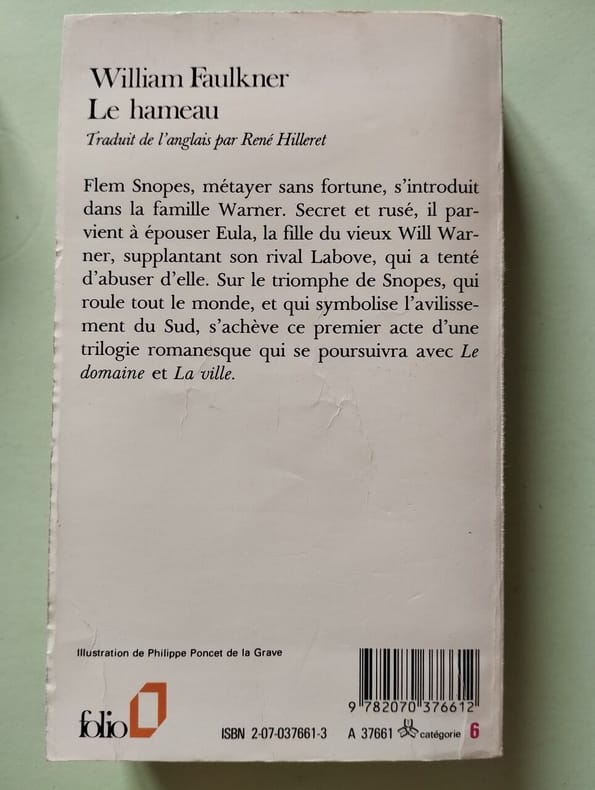 William Faulkner
Le hameau
Traduit de l'anglais par René Hilleret
Flem Snopes, métayer sans fortune, s'introduit
dans la famille Warner. Secret et rusé, il par-
vient à épouser Eula, la fille du vieux Will War-
ner, supplantant son rival Labove, qui a tenté
d'abuser d'elle. Sur le triomphe de Snopes, qui
roule tout le monde, et qui symbolise l'avilisse-
ment du Sud, s'achève ce premier acte d'une
trilogie romanesque qui se poursuivra avec Le
domaine et La ville.
Illustration de Philippe Poncet de la Grave
9 782070 376612
folio
ISBN 2-07-037661-3 A 37661 catégorie 6